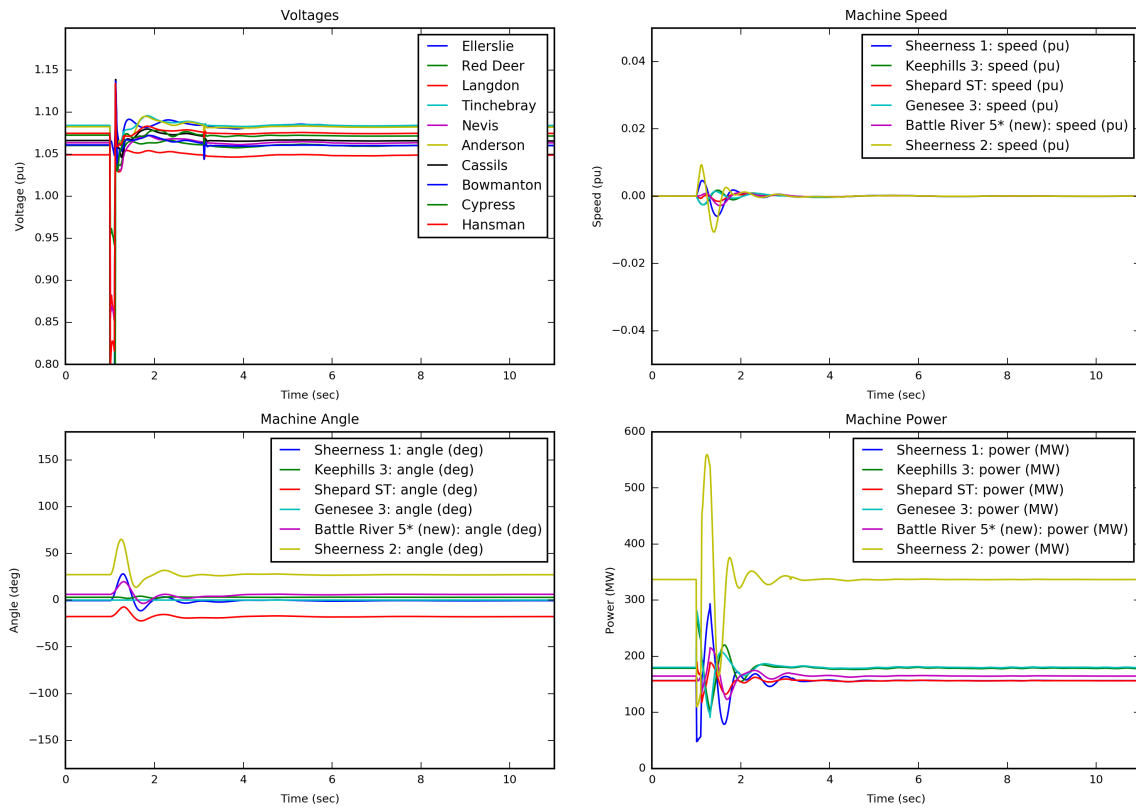 Voltages
Voltage (pu)
1.15
1.10
1.05
1.00
0.95
0.90
0.85
0.80
0 2 4 6 8 10
Time (sec)
Ellerslie
Red Deer
Langdon
Tinchebray
Nevis
Anderson
Cassils
Bowmanton
Cypress
Hansman
Machine Speed
Speed (pu)
0.04
0.02
0.00
−0.02
−0.04
0 2 4 6 8 10
Time (sec)
Sheerness 1: speed (pu)
Keephills 3: speed (pu)
Shepard ST: speed (pu)
Genesee 3: speed (pu)
Battle River 5* (new): speed (pu)
Sheerness 2: speed (pu)
Machine Angle
Angle (deg)
150
100
50
0
−50
−100
−150
0 2 4 6 8 10
Time (sec)
Sheerness 1: angle (deg)
Keephills 3: angle (deg)
Shepard ST: angle (deg)
Genesee 3: angle (deg)
Battle River 5* (new): angle (deg)
Sheerness 2: angle (deg)
Machine Power
Power (MW)
600
500
400
300
200
100
0
0 2 4 6 8 10
Time (sec)
Sheerness 1: power (MW)
Keephills 3: power (MW)
Shepard ST: power (MW)
Genesee 3: power (MW)
Battle River 5* (new): power (MW)
Sheerness 2: power (MW)